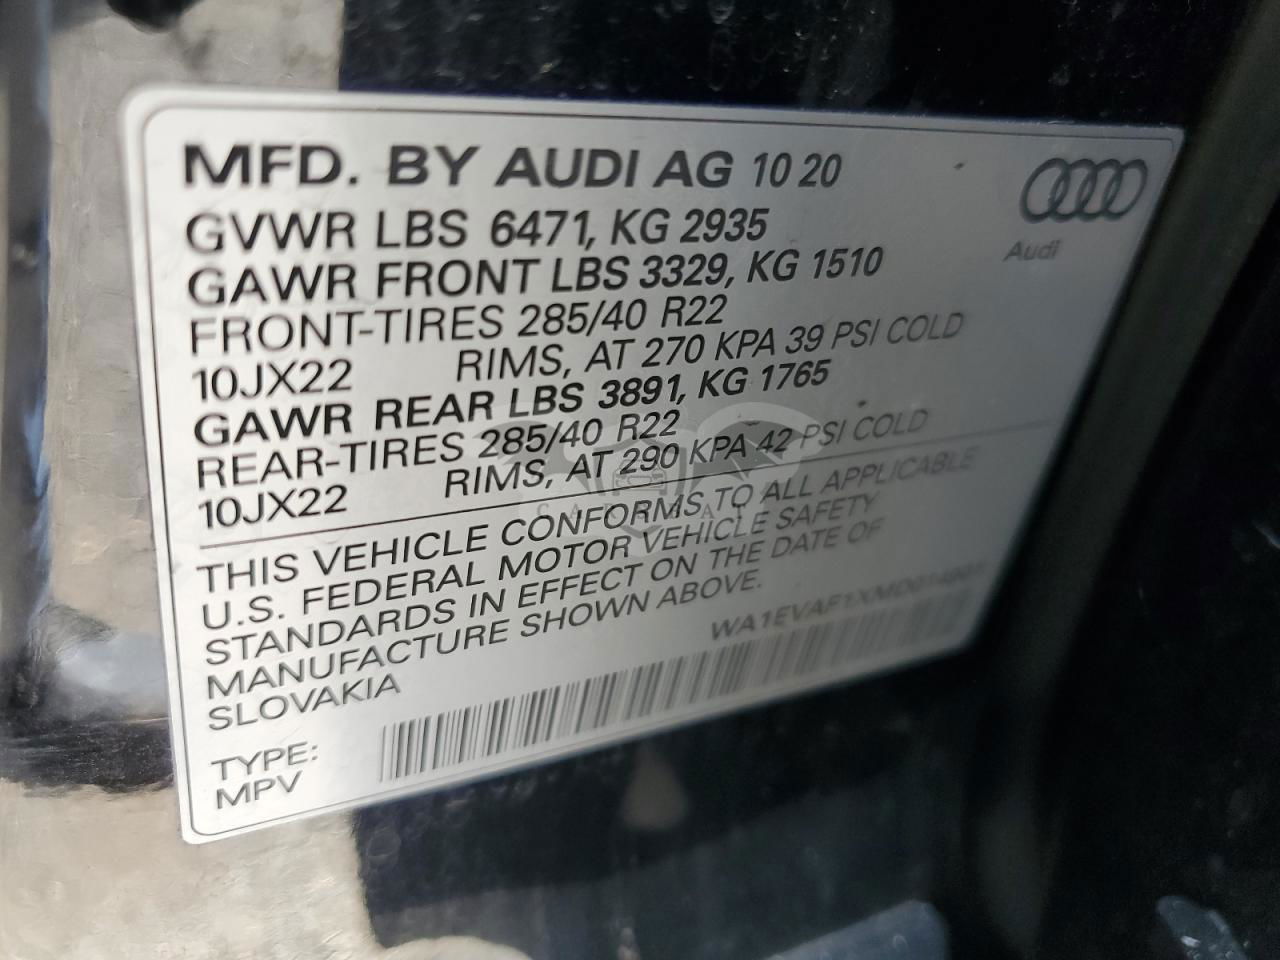 MFD. BY AUDI AG 10 20
GVWR LBS 6471, KG 2935
GAWR FRONT LBS 3329, KG 1510
FRONT-TIRES 285/40 R22
10JX22 RIMS, AT 270 KPA 39 PSI COLD
GAWR REAR LBS 3891, KG 1765
REAR-TIRES 285/40 R22
10JX22 RIMS, AT 290 KPA 42 PSI COLD
Audi
THIS VEHICLE CONFORMS TO ALL APPLICABLE
U.S. FEDERAL MOTOR VEHICLE SAFETY
STANDARDS IN EFFECT ON THE DATE OF
MANUFACTURE SHOWN ABOVE.
SLOVAKIA
TYPE:
MPV